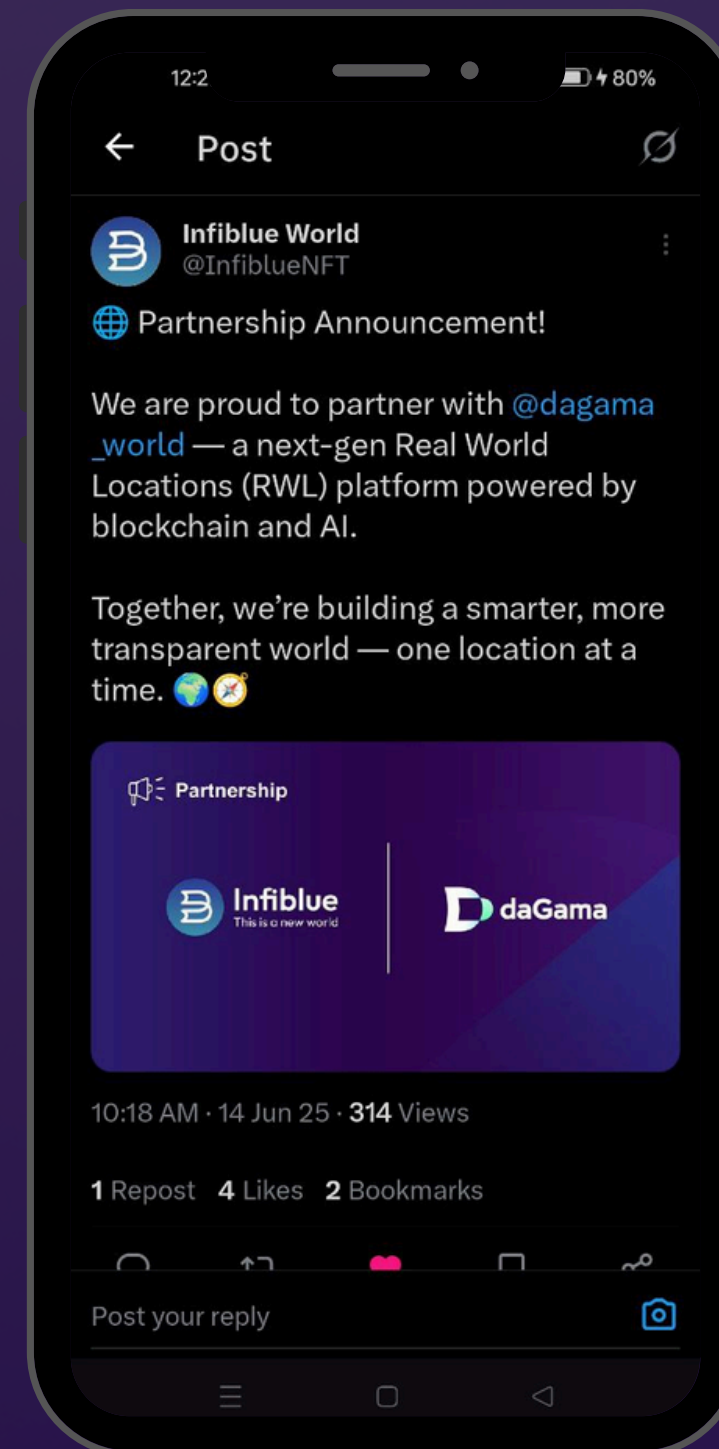 12:2
80%
Post
Infiblue World
@InfiblueNFT
🌐 Partnership Announcement!
We are proud to partner with @dagama
_world — a next-gen Real World
Locations (RWL) platform powered by
blockchain and AI.
Together, we’re building a smarter, more
transparent world — one location at a
time. 🌍🧭
Partnership
Infiblue
This is a new world
daGama
10:18 AM · 14 Jun 25 · 314 Views
1 Repost 4 Likes 2 Bookmarks
Post your reply